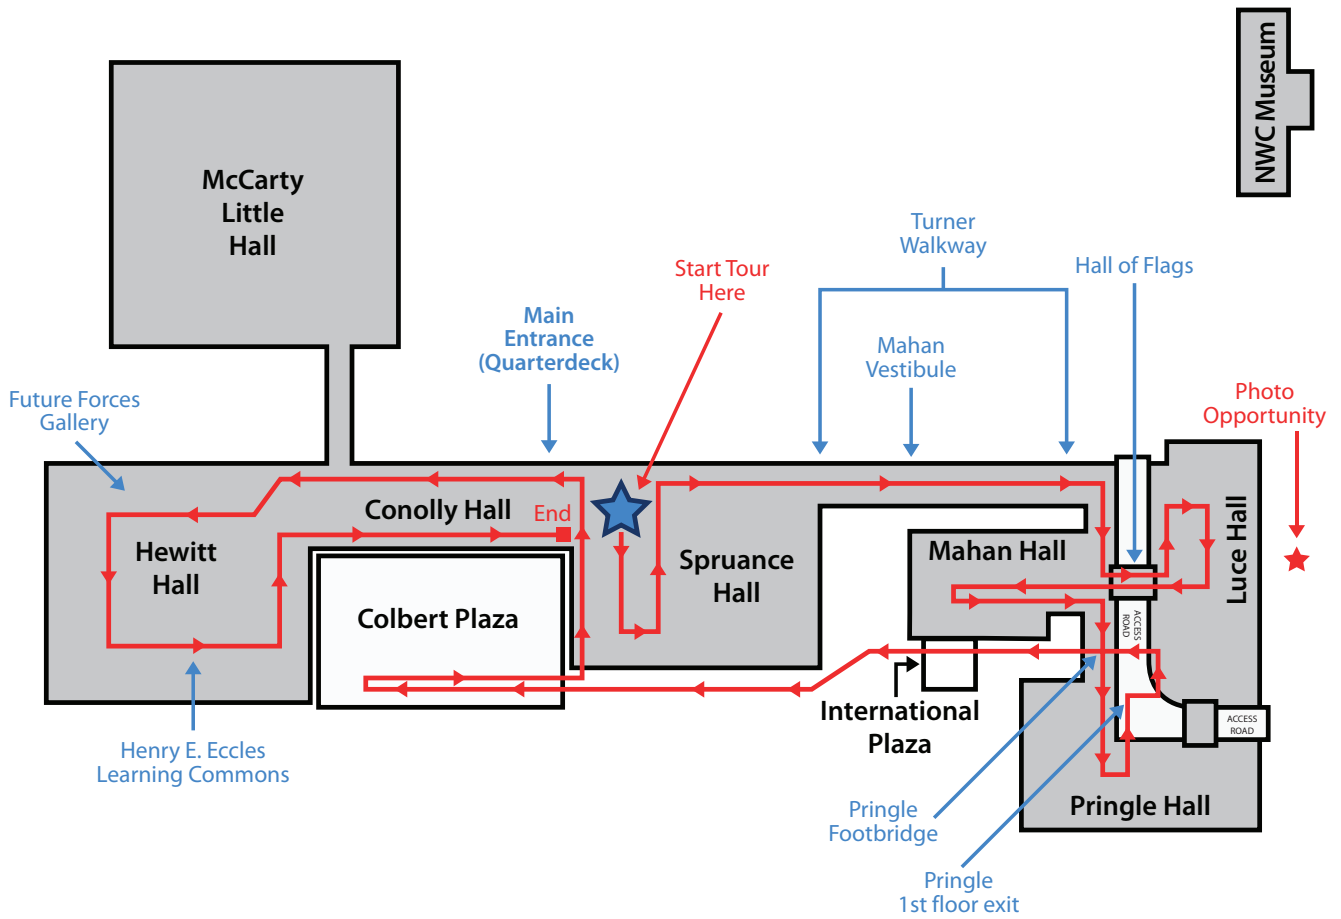 NWC Museum
McCarty
Little
Hall
Turner
Walkway
Start Tour
Here
Hall of Flags
Main
Entrance
(Quarterdeck)
Mahan
Vestibule
Future Forces
Gallery
Photo
Opportunity
Conolly Hall
End
Hewitt
Hall
Spruance
Hall
Mahan Hall
Luce Hall
Colbert Plaza
ACCESS
ROAD
International
Plaza
ACCESS
ROAD
Henry E. Eccles
Learning Commons
Pringle Hall
Pringle
Footbridge
Pringle
1st floor exit